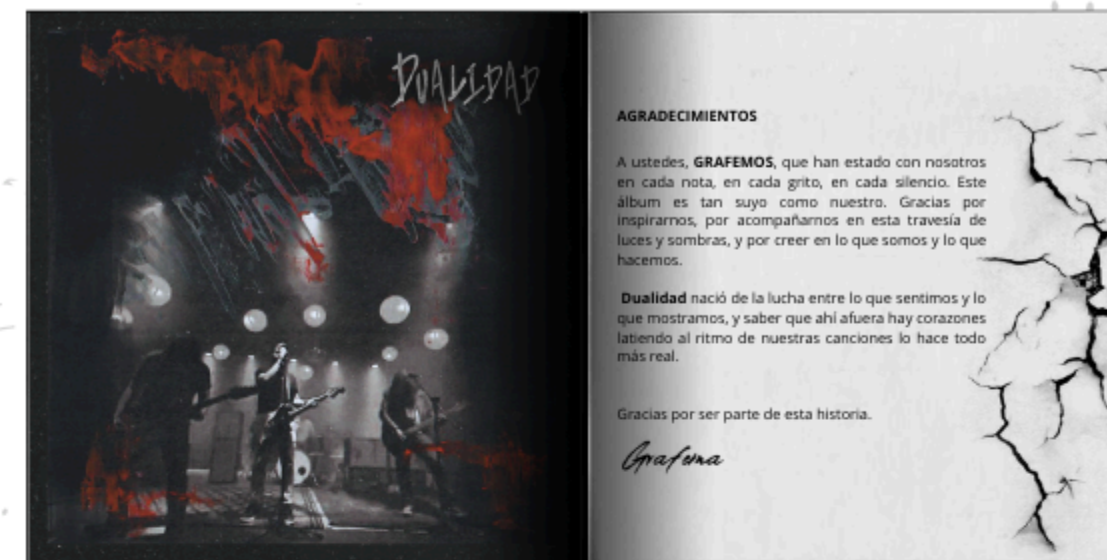 DUALIDAD
AGRADECIMIENTOS
A ustedes, GRAFEMOS, que han estado con nosotros
en cada nota, en cada grito, en cada silencio. Este
álbum es tan suyo como nuestro. Gracias por
inspirarnos, por acompañarnos en esta travesía de
luces y sombras, y por creer en lo que somos y lo que
hacemos.
Dualidad nació de la lucha entre lo que sentimos y lo
que mostramos, y saber que ahí afuera hay corazones
latiendo al ritmo de nuestras canciones lo hace todo
más real.
Gracias por ser parte de esta historia.
Grafema